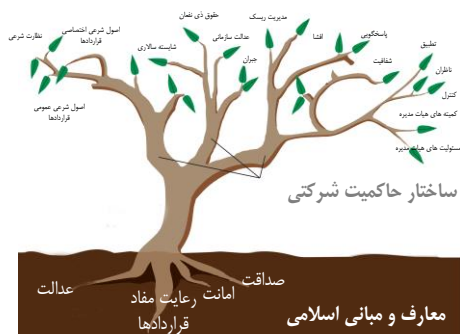 اصول شرعی اختصاصی
قراردادها
نظارت شرعی
اصول شرعی عمومی
قراردادها
حقوق ذی نفعان
عدالت سازمانی
شایسته سالاری
جبران
مدیریت ریسک
افشا
پاسخگویی
شفافیت
تطبیق
ناظران
کنترل
کمیته های هیات مدیره
مسئولیت های هیات مدیره
ساختار حاکمیت شرکتی
صداقت
امانت
رعایت مفاد
قراردادها
عدالت
معارف و مبانی اسلامی